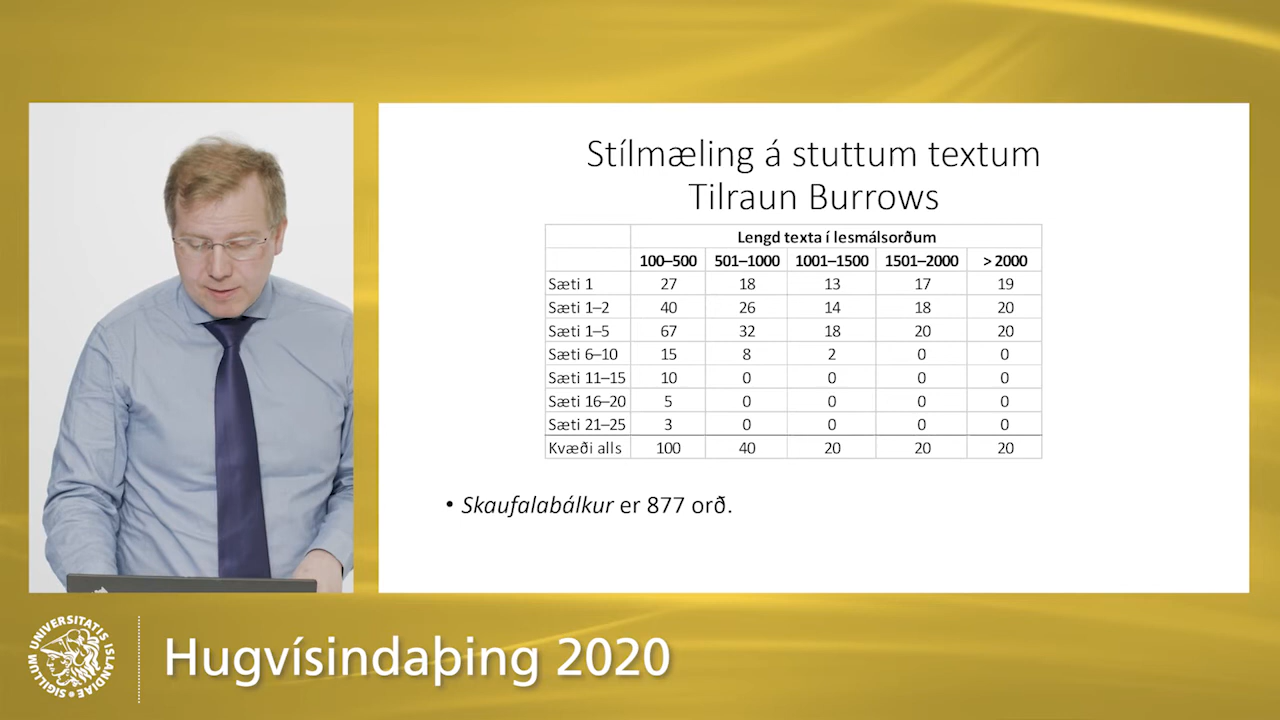 Stílmæling á stuttum textum
Tilraun Burrows
Lengd texta í lesmálsorðum
100–500 501–1000 1001–1500 1501–2000 > 2000
Sæti 1 27 18 13 17 19
Sæti 1–2 40 26 14 18 20
Sæti 1–5 67 32 18 20 20
Sæti 6–10 15 8 2 0 0
Sæti 11–15 10 0 0 0 0
Sæti 16–20 5 0 0 0 0
Sæti 21–25 3 0 0 0 0
Kvæði alls 100 40 20 20 20
• Skaufalabálkur er 877 orð.
SIGILLUM UNIVERSITATIS ISLANDIAE
Hugvísindaþing 2020